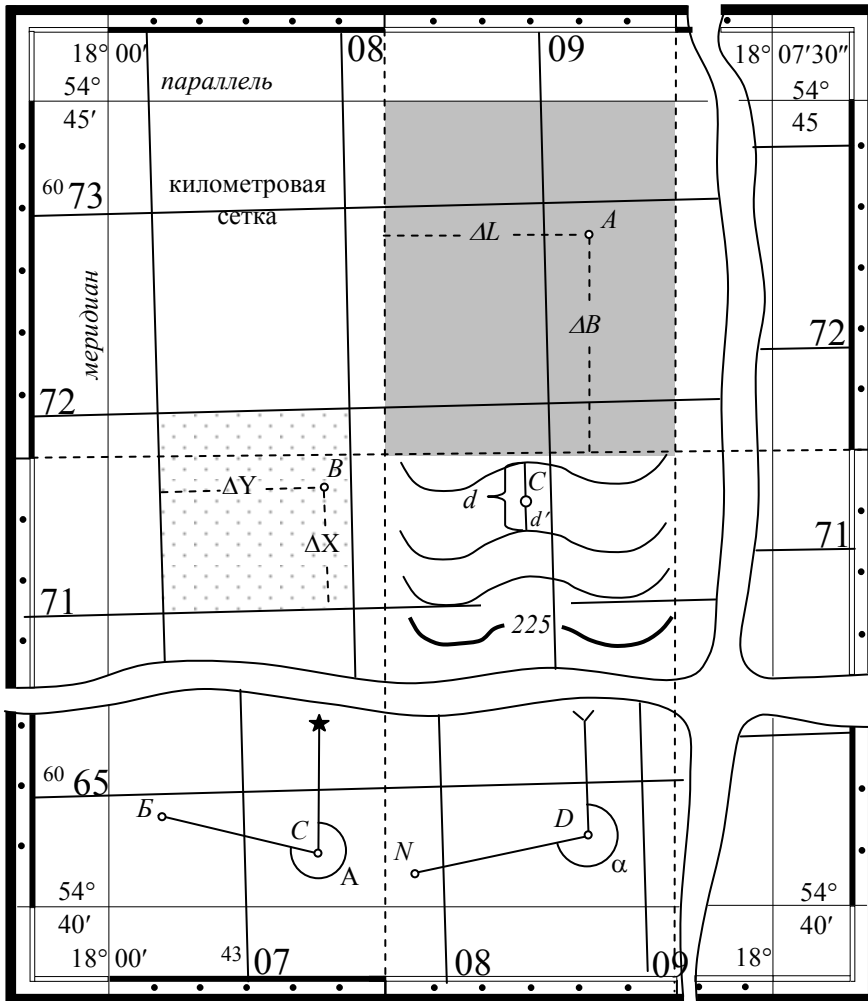 18° 00′ 08 09 18° 07′30″
54° параллель 54°
45′ 45
60 73 километровая
сетка
A
ΔL
меридиан
ΔB
72
72
B
ΔY
C
d
d′
ΔX
71
71
225
60 65
Б
C
D
N
A
α
54° 54°
40′ 40′
18° 00′ 43 07 08 09 18°